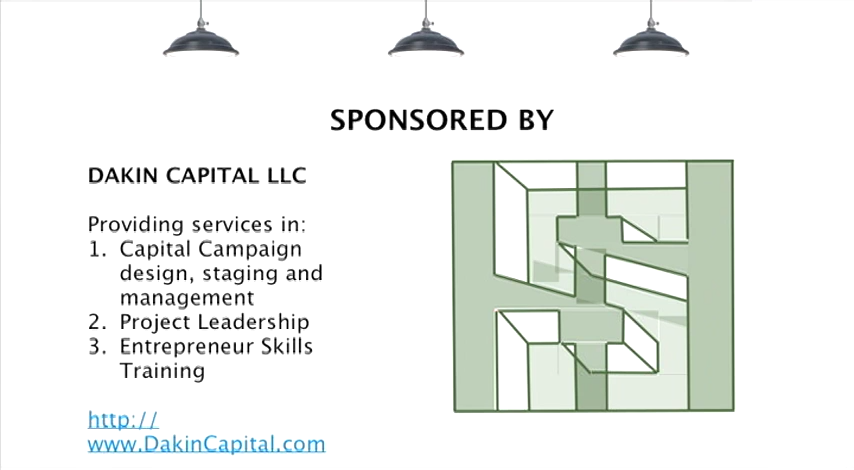 SPONSORED BY
DAKIN CAPITAL LLC
Providing services in:
1. Capital Campaign
design, staging and
management
2. Project Leadership
3. Entrepreneur Skills
Training
http://
www.DakinCapital.com